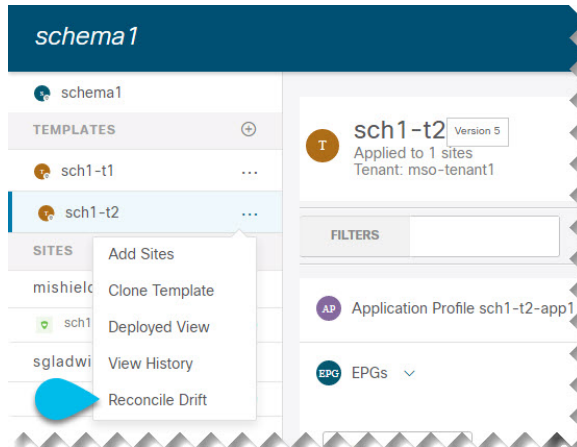 schema1
schema1
TEMPLATES
sch1-t1
sch1-t2
SITES
mishield
sch1
sgladwi
Add Sites
Clone Template
Deployed View
View History
Reconcile Drift
T
sch1-t2 Version 5
Applied to 1 sites
Tenant: mso-tenant1
FILTERS
AP Application Profile sch1-t2-app1
EPG EPGs